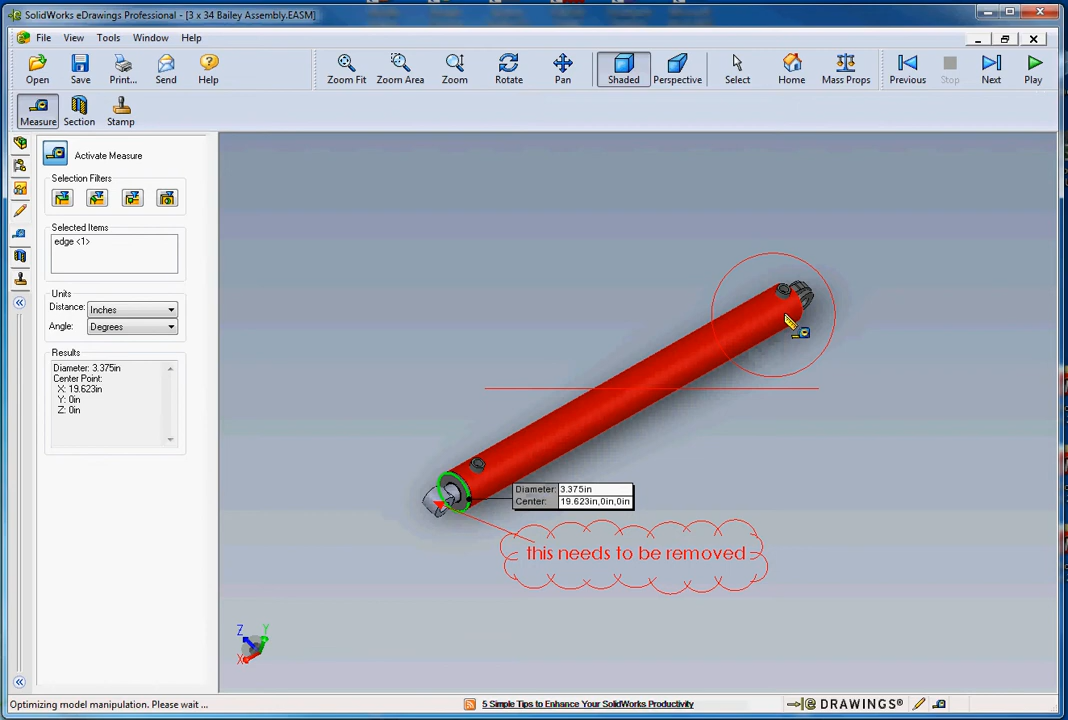 SolidWorks eDrawings Professional - [3 x 34 Bailey Assembly.EASM]
File View Tools Window Help
Open Save Print... Send Help Zoom Fit Zoom Area Zoom Rotate Pan Shaded Perspective Select Home Mass Props Previous Stop Next Play
Measure Section Stamp
Activate Measure
Selection Filters
Selected Items
edge <1>
Units
Distance: Inches
Angle: Degrees
Results
Diameter: 3.375in
Center Point:
X: 19.623in
Y: 0in
Z: 0in
Diameter: 3.375in
Center: 19.623in,0in,0in
this needs to be removed
Z Y
X
Optimizing model manipulation. Please wait ... 5 Simple Tips to Enhance Your SolidWorks Productivity DRAWINGS®